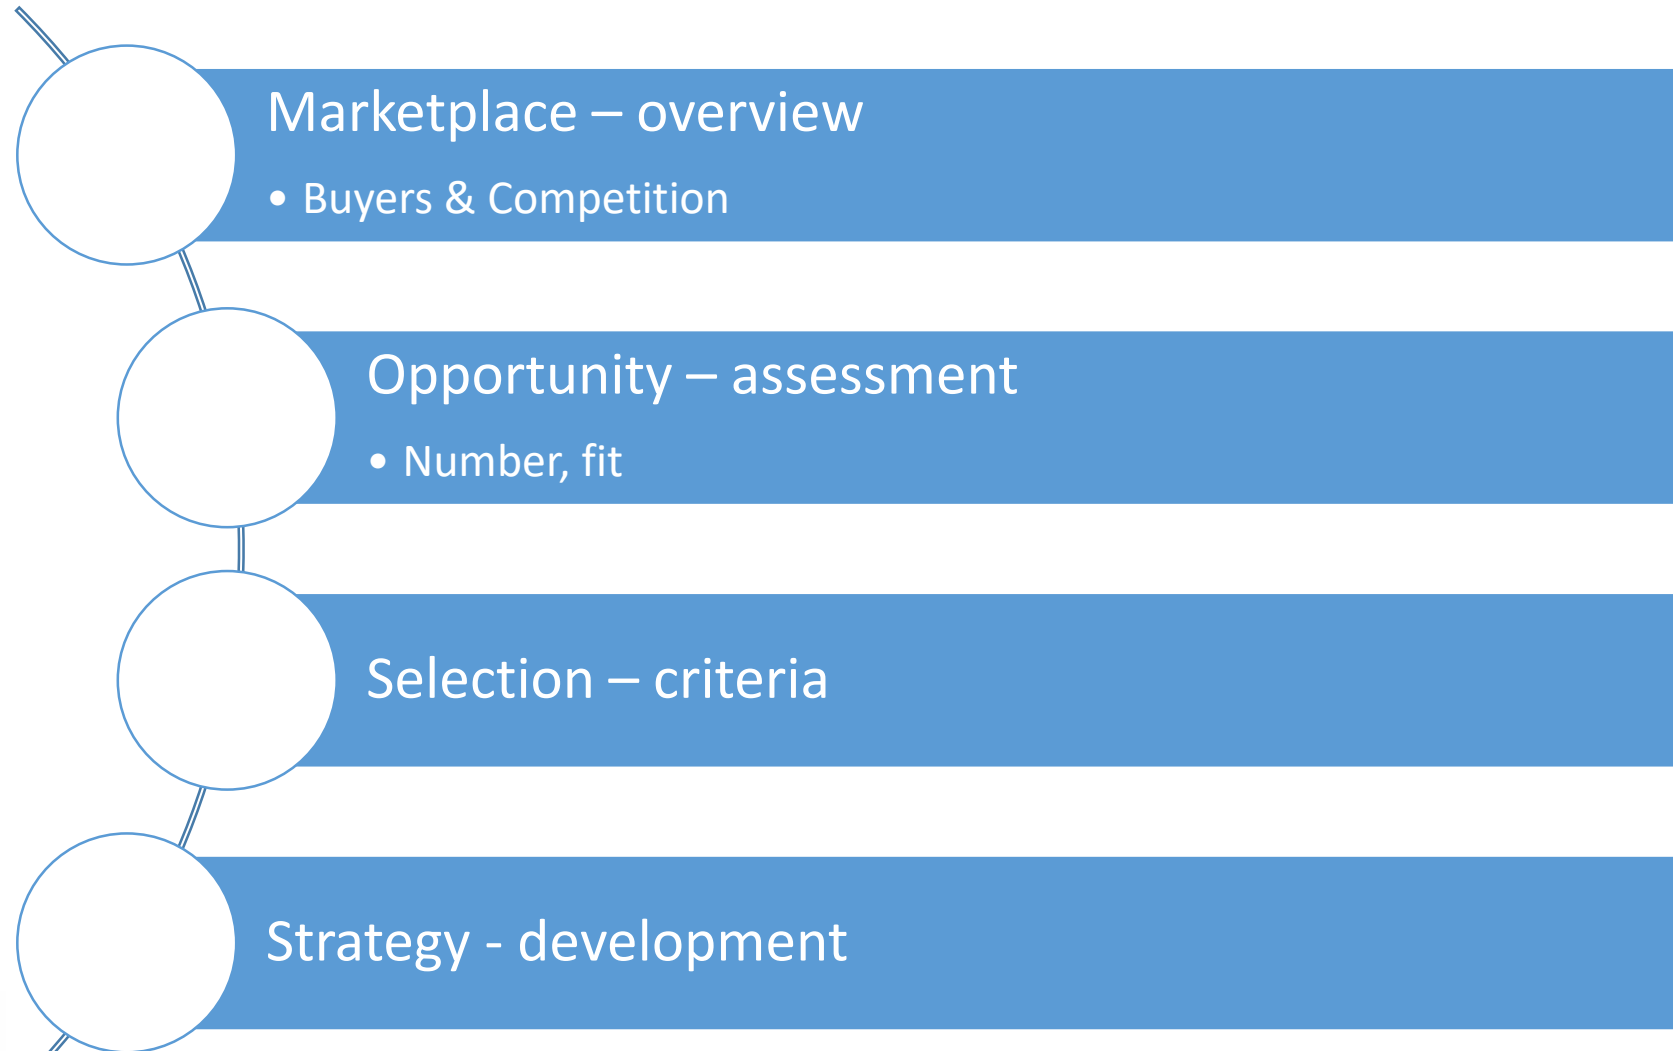 Marketplace – overview
• Buyers & Competition
Opportunity – assessment
• Number, fit
Selection – criteria
Strategy - development